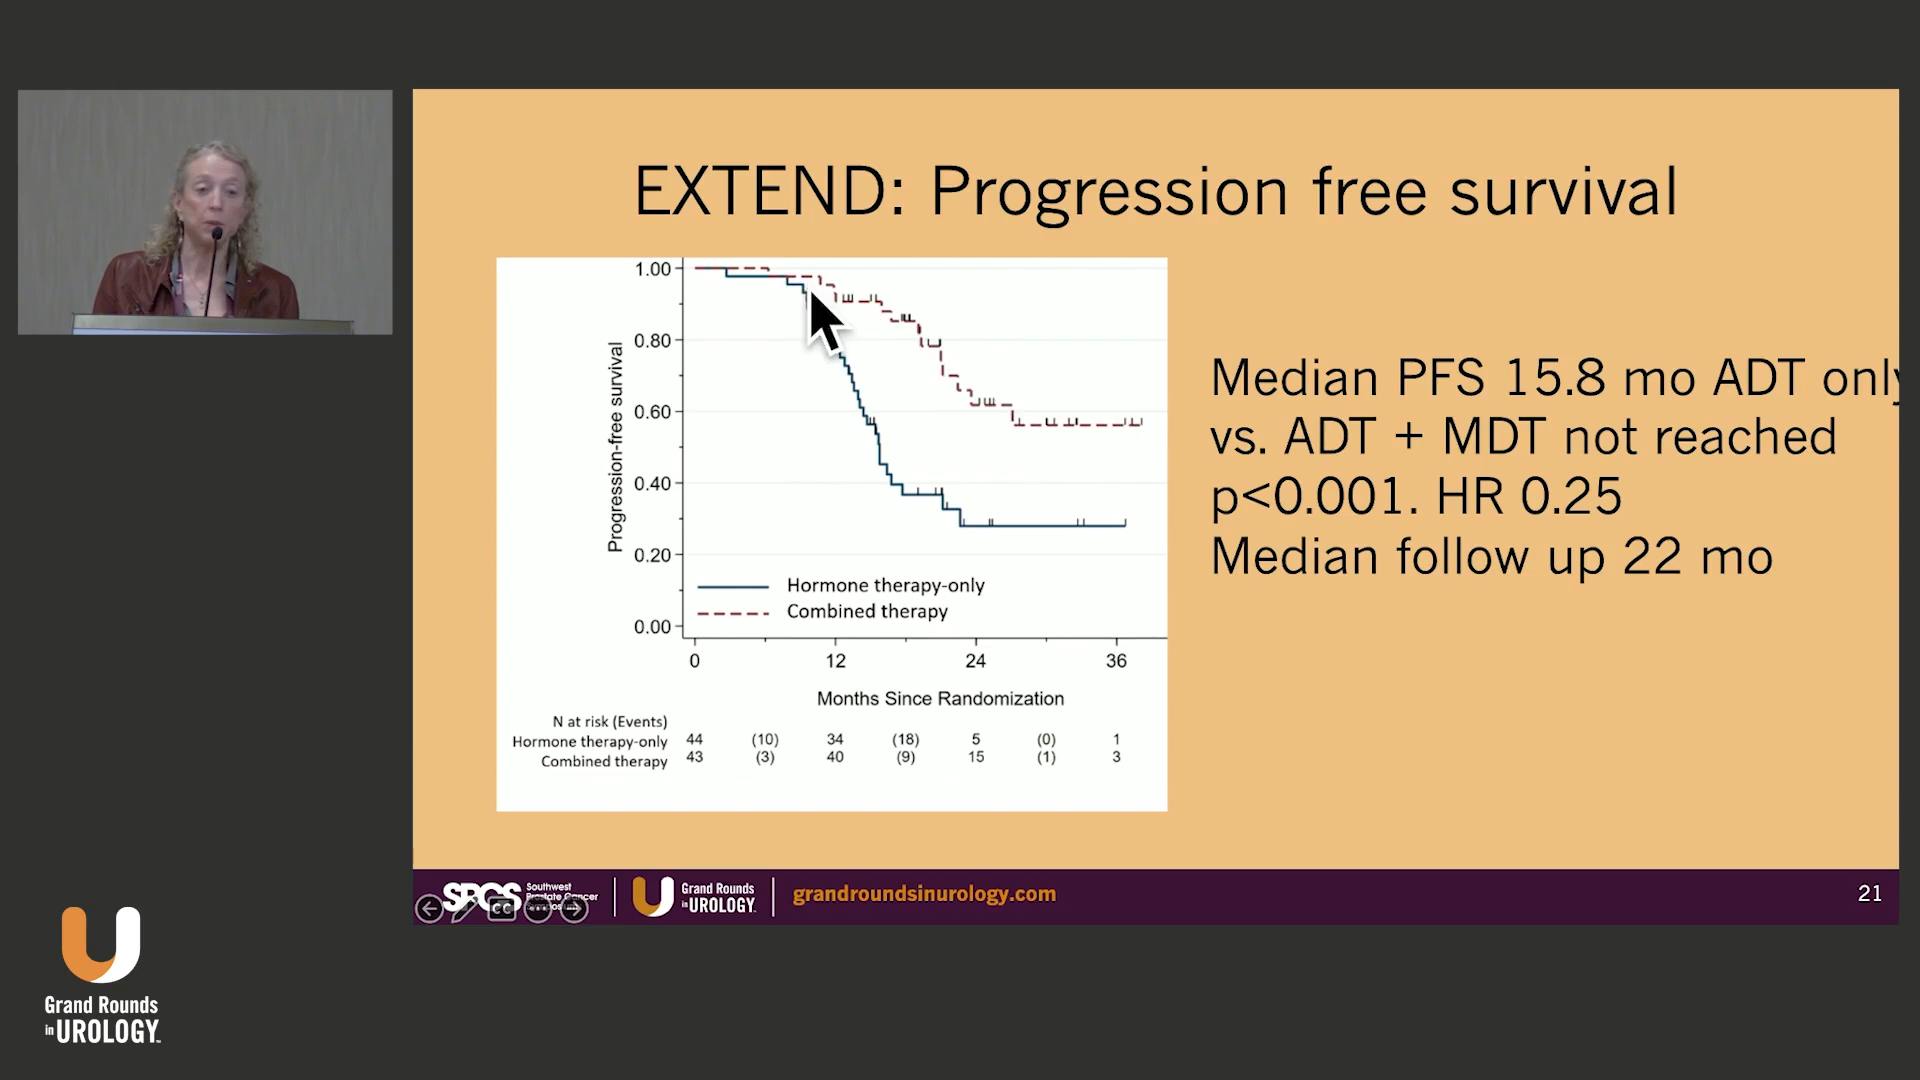 EXTEND: Progression free survival
1.00
0.80
0.60
0.40
0.20
0.00
Progression-free survival
Hormone therapy-only
Combined therapy
0 12 24 36
Months Since Randomization
N at risk (Events)
Hormone therapy-only 44 (10) 34 (18) 5 (0) 1
Combined therapy 43 (3) 40 (9) 15 (1) 3
Median PFS 15.8 mo ADT only
vs. ADT + MDT not reached
p<0.001. HR 0.25
Median follow up 22 mo
SPCS
Southwest
Prostate Cancer
Grand Rounds
in UROLOGY
grandroundsinurology.com
CC
21
Grand Rounds
in UROLOGY